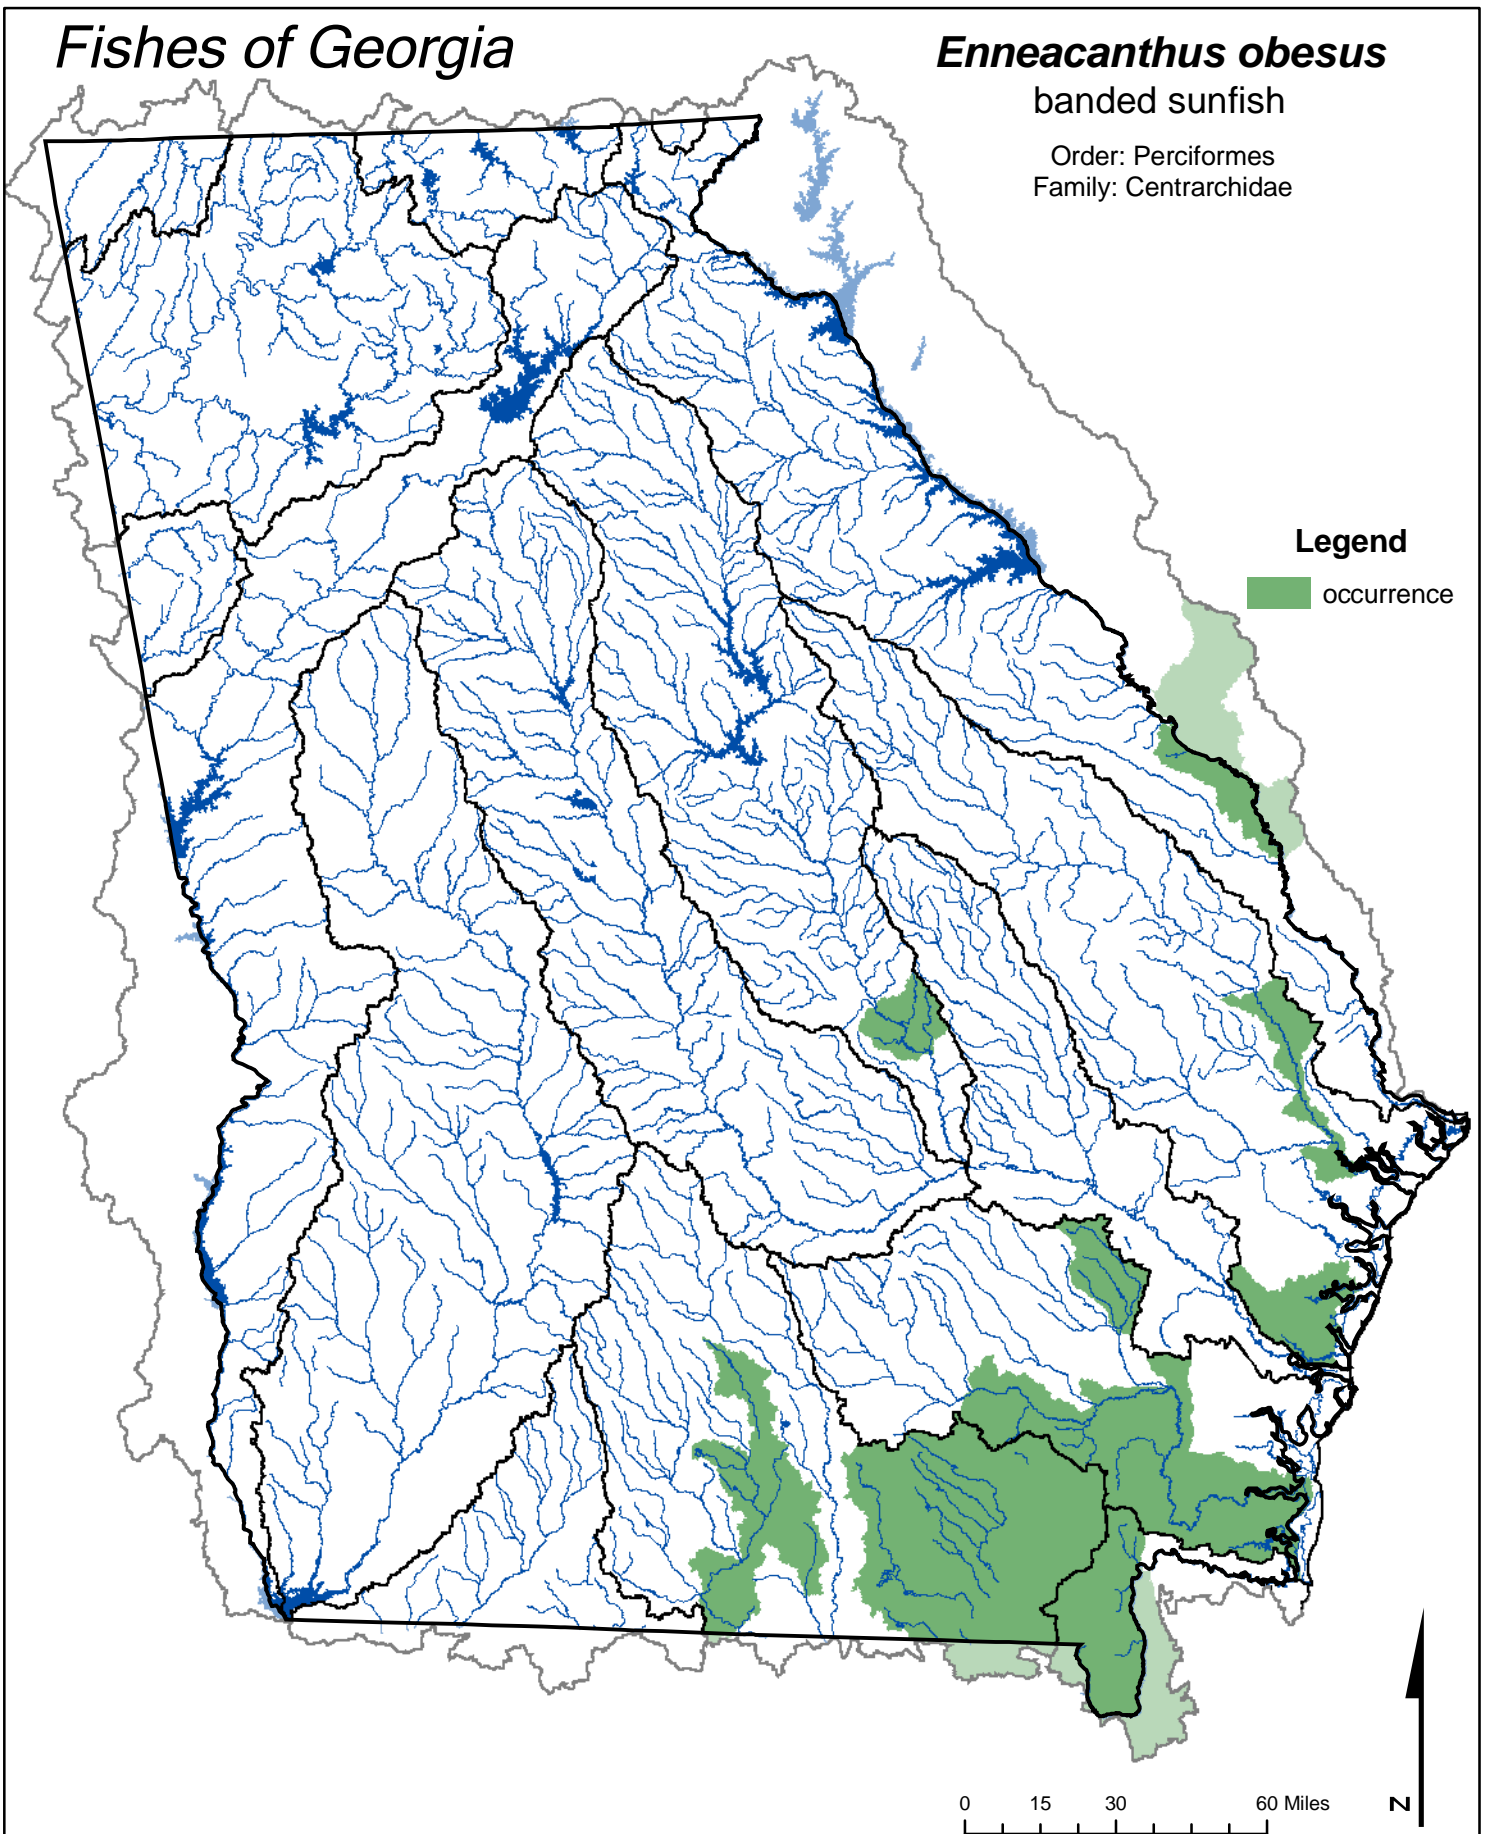 Fishes of Georgia
Enneacanthus obesus
banded sunfish
Order: Perciformes
Family: Centrarchidae
Legend
occurrence
0 15 30 60 Miles
N